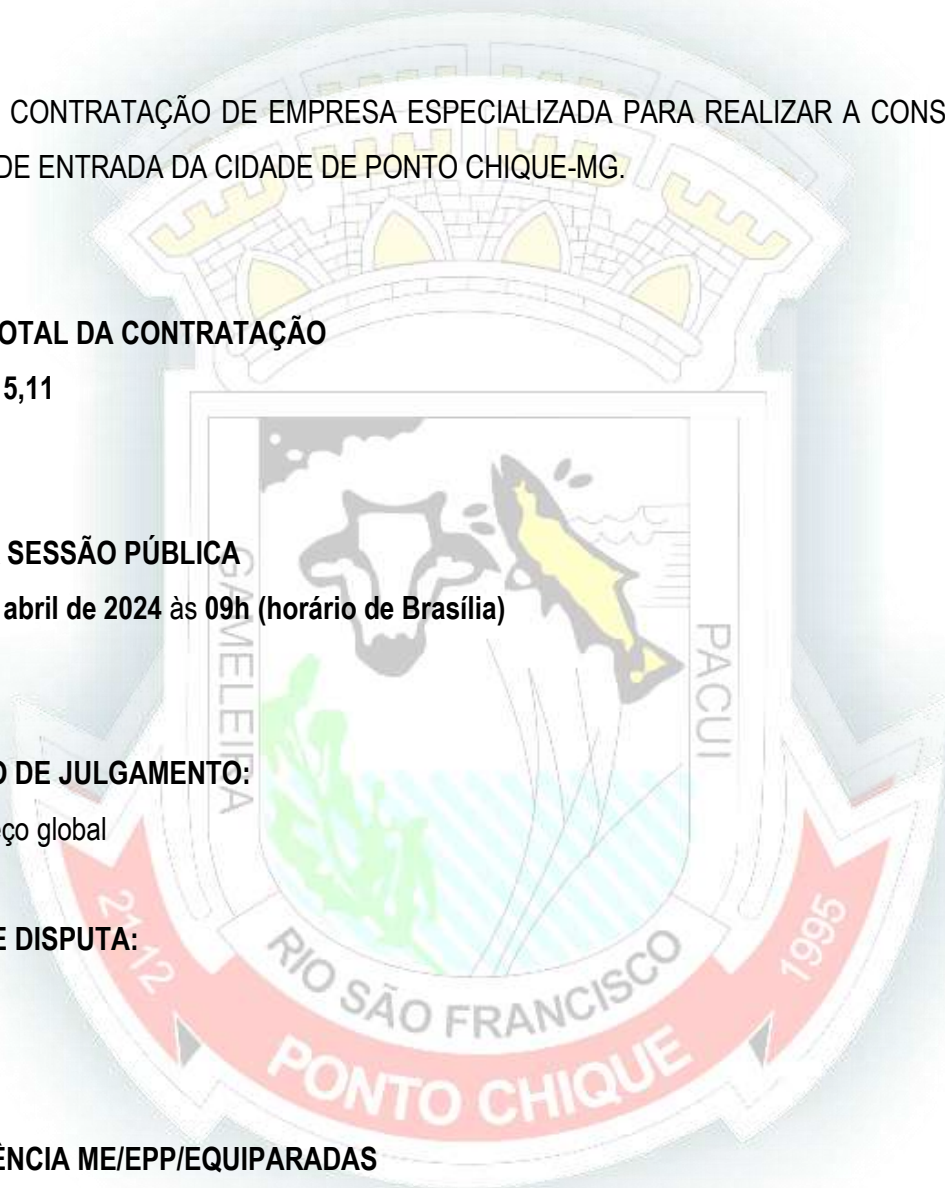 CONTRATAÇÃO DE EMPRESA ESPECIALIZADA PARA REALIZAR A CONS
DE ENTRADA DA CIDADE DE PONTO CHIQUE-MG.
OTAL DA CONTRATAÇÃO
5,11
SESSÃO PÚBLICA
abril de 2024 às 09h (horário de Brasília)
O DE JULGAMENTO:
eço global
E DISPUTA:
ÊNCIA ME/EPP/EQUIPARADAS
GAMELEIRA
PACUI
RIO SÃO FRANCISCO
21.12
PONTO CHIQUE
1995